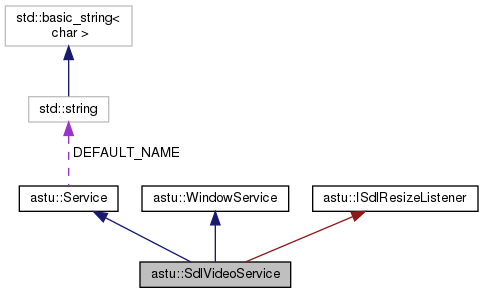 std::basic_string<
char >
std::string
DEFAULT_NAME
astu::Service
astu::WindowService
astu::ISdlResizeListener
astu::SdlVideoService